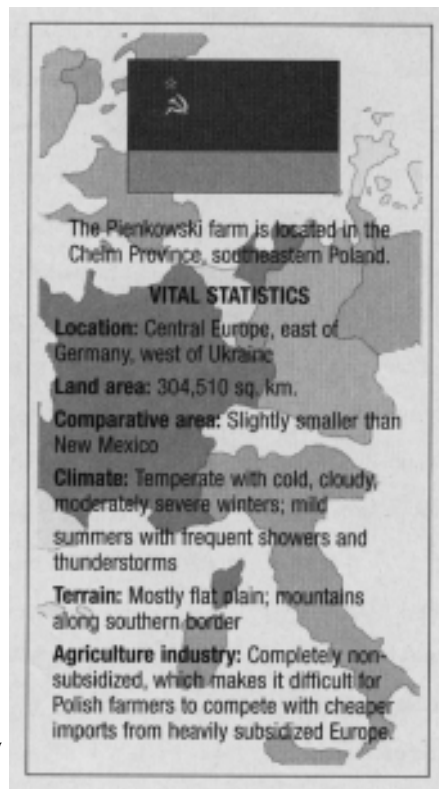 The Pienkowski farm is located in the
Chelm Province, southeastern Poland.
VITAL STATISTICS
Location: Central Europe, east of
Germany, west of Ukraine
Land area: 304,510 sq. km.
Comparative area: Slightly smaller than
New Mexico
Climate: Temperate with cold, cloudy,
moderately severe winters; mild
summers with frequent showers and
thunderstorms
Terrain: Mostly flat plain; mountains
along southern border
Agriculture industry: Completely non-
subsidized, which makes it difficult for
Polish farmers to compete with cheaper
imports from heavily subsidized Europe.